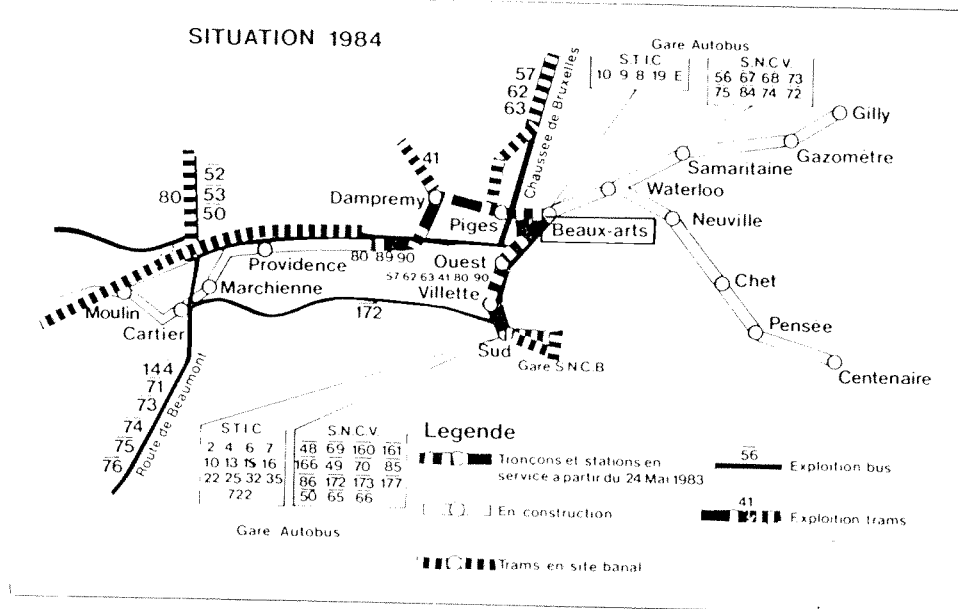 SITUATION 1984
Gare Autobus
S.T.I.C
10 9 8 19 E
S.N.C.V.
56 67 68 73
75 84 74 72
57
62
63
Chaussée de Bruxelles
Gilly
Gazomètre
Samaritaine
Waterloo
Neuville
Beaux-arts
Chet
Pensée
Centenaire
41
Dampremy
Piges
52
80 53
50
Ouest
80 89 90
57 62 63 41 80 90
Villette
Providence
Marchienne
Moulin
Cartier
172
Sud
Gare S.N.C.B
144
71
73
74
75
76
Route de Beaumont
S T I C
2 4 6 7
10 13 15 16
22 25 32 35
722
S.N.C.V.
48 69 160 161
166 49 70 85
86 172 173 177
50 65 66
Gare Autobus
Legende
Tronçons et stations en
service a partir du 24 Mai 1983
En construction
Trams en site banal
56
Exploition bus
41
Exploition trams